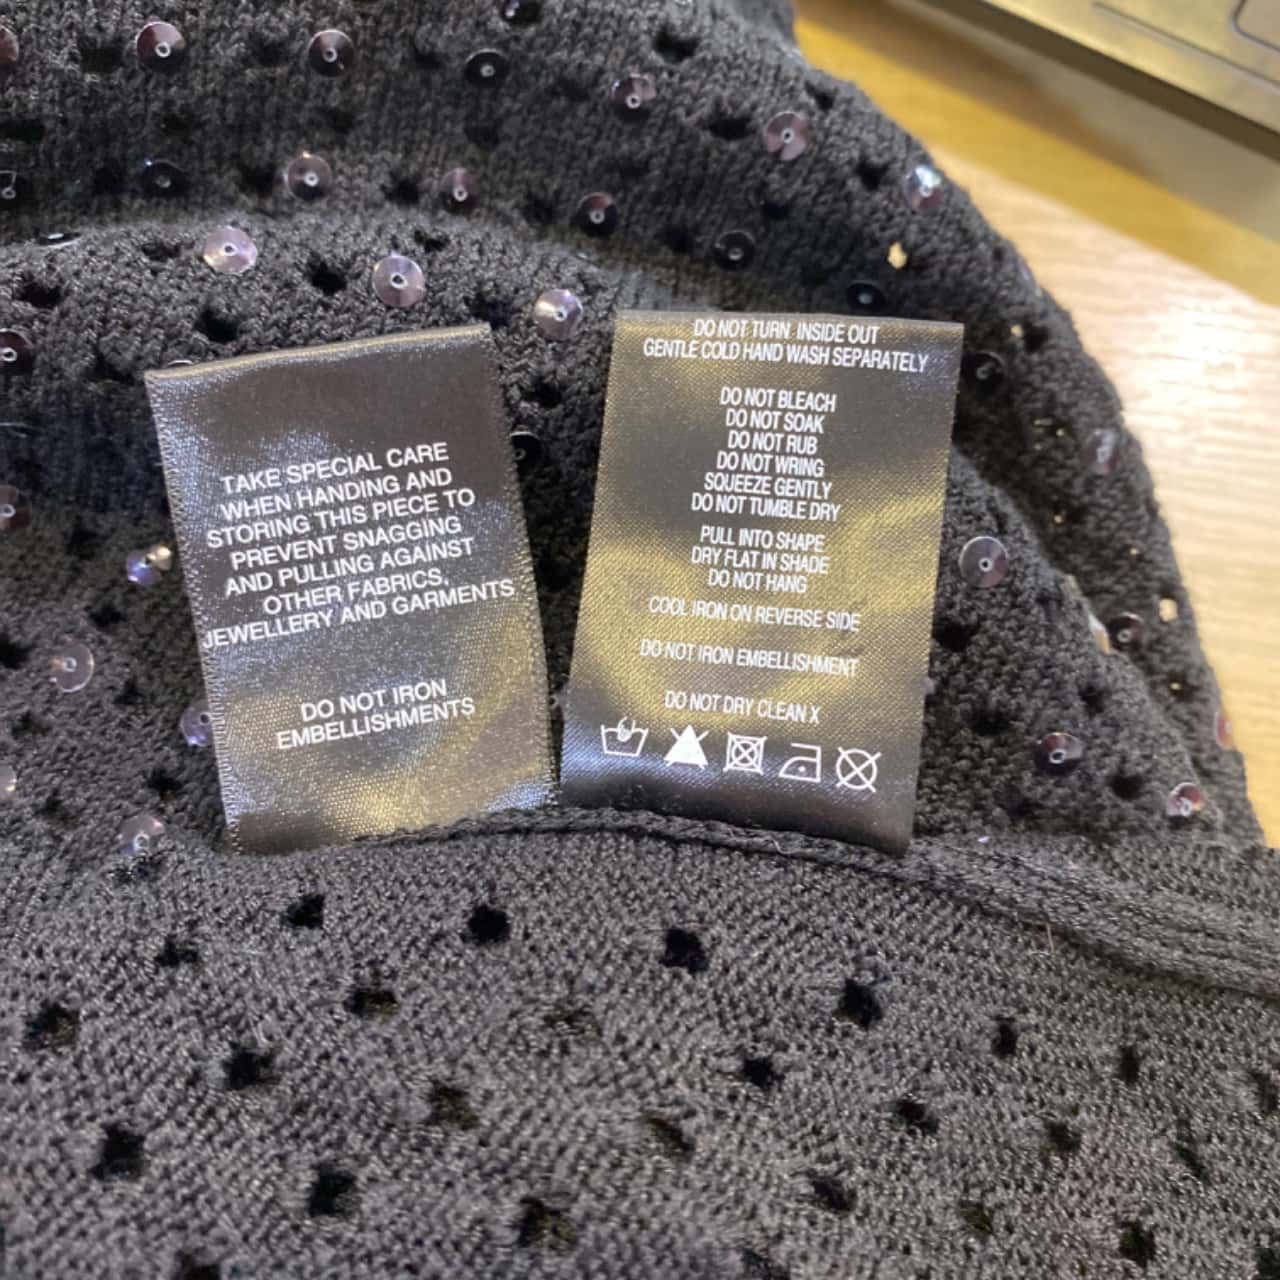 TAKE SPECIAL CARE
WHEN HANDING AND
STORING THIS PIECE TO
PREVENT SNAGGING
AND PULLING AGAINST
OTHER FABRICS,
JEWELLERY AND GARMENTS
DO NOT IRON
EMBELLISHMENTS
DO NOT TURN INSIDE OUT
GENTLE COLD HAND WASH SEPARATELY
DO NOT BLEACH
DO NOT SOAK
DO NOT RUB
DO NOT WRING
SQUEEZE GENTLY
DO NOT TUMBLE DRY
PULL INTO SHAPE
DRY FLAT IN SHADE
DO NOT HANG
COOL IRON ON REVERSE SIDE
DO NOT IRON EMBELLISHMENT
DO NOT DRY CLEAN X